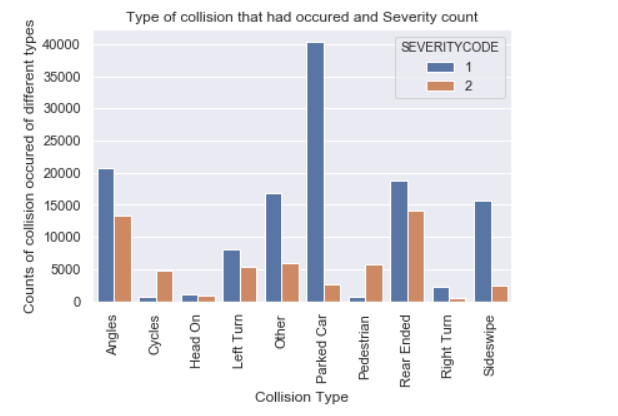 Type of collision that had occured and Severity count
Counts of collision occured of different types
40000
35000
30000
25000
20000
15000
10000
5000
0
SEVERITYCODE
1
2
Angles
Cycles
Head On
Left Turn
Other
Parked Car
Pedestrian
Rear Ended
Right Turn
Sideswipe
Collision Type